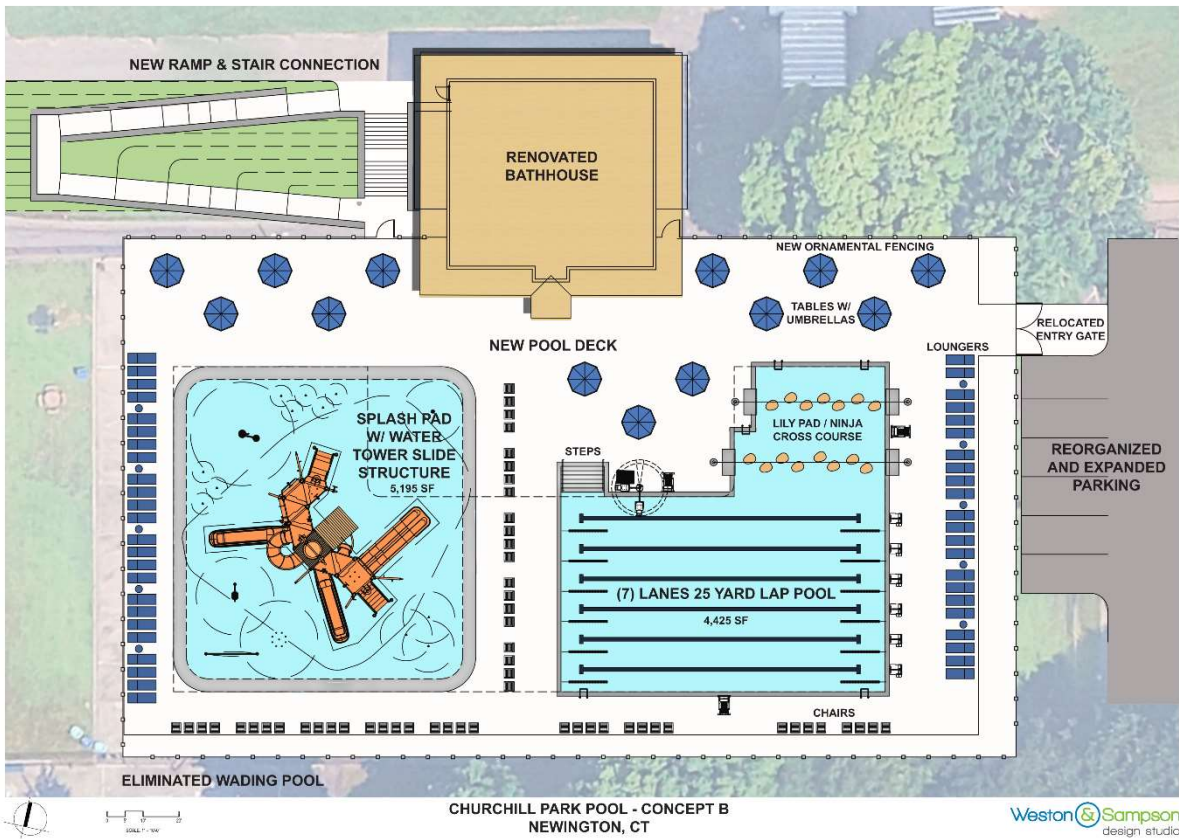 NEW RAMP & STAIR CONNECTION
RENOVATED
BATHHOUSE
NEW ORNAMENTAL FENCING
TABLES W/
UMBRELLAS
RELOCATED
ENTRY GATE
NEW POOL DECK
LOUNGERS
SPLASH PAD
W/ WATER
TOWER SLIDE
STRUCTURE
5,195 SF
LILY PAD / NINJA
CROSS COURSE
STEPS
REORGANIZED
AND EXPANDED
PARKING
(7) LANES 25 YARD LAP POOL
4,425 SF
CHAIRS
ELIMINATED WADING POOL
CHURCHILL PARK POOL - CONCEPT B
NEWINGTON, CT
Weston & Sampson
design studio